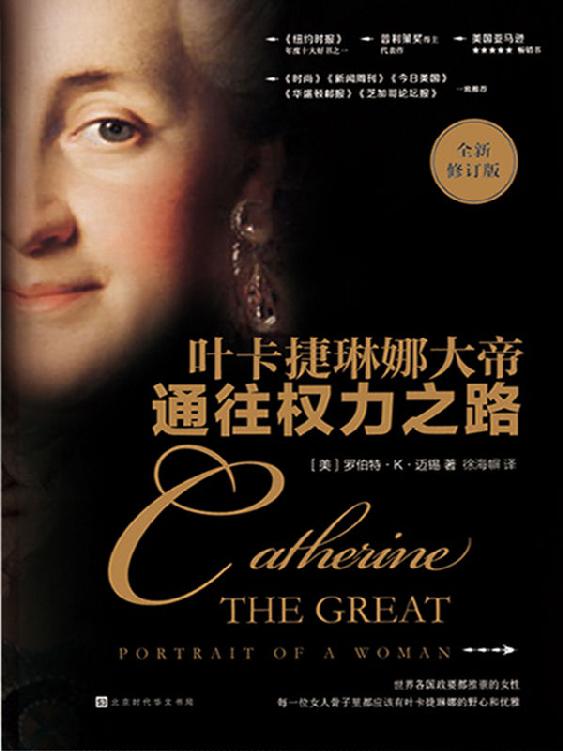 《纽约时报》
年度十大好书之一
普利策奖得主
代表作
美国亚马逊
★★★★★ 畅销书
《时尚》《新闻周刊》《今日美国》
《华盛顿邮报》《芝加哥论坛报》 一致推荐
全新
修订版
叶卡捷琳娜大帝
通往权力之路
[美] 罗伯特·K·迈锡 著 徐海幈 译
Catherine
THE GREAT
PORTRAIT OF A WOMAN
世界各国政要都推崇的女性
每一位女人骨子里都应该有叶卡捷琳娜的野心和优雅
北京时代华文书局